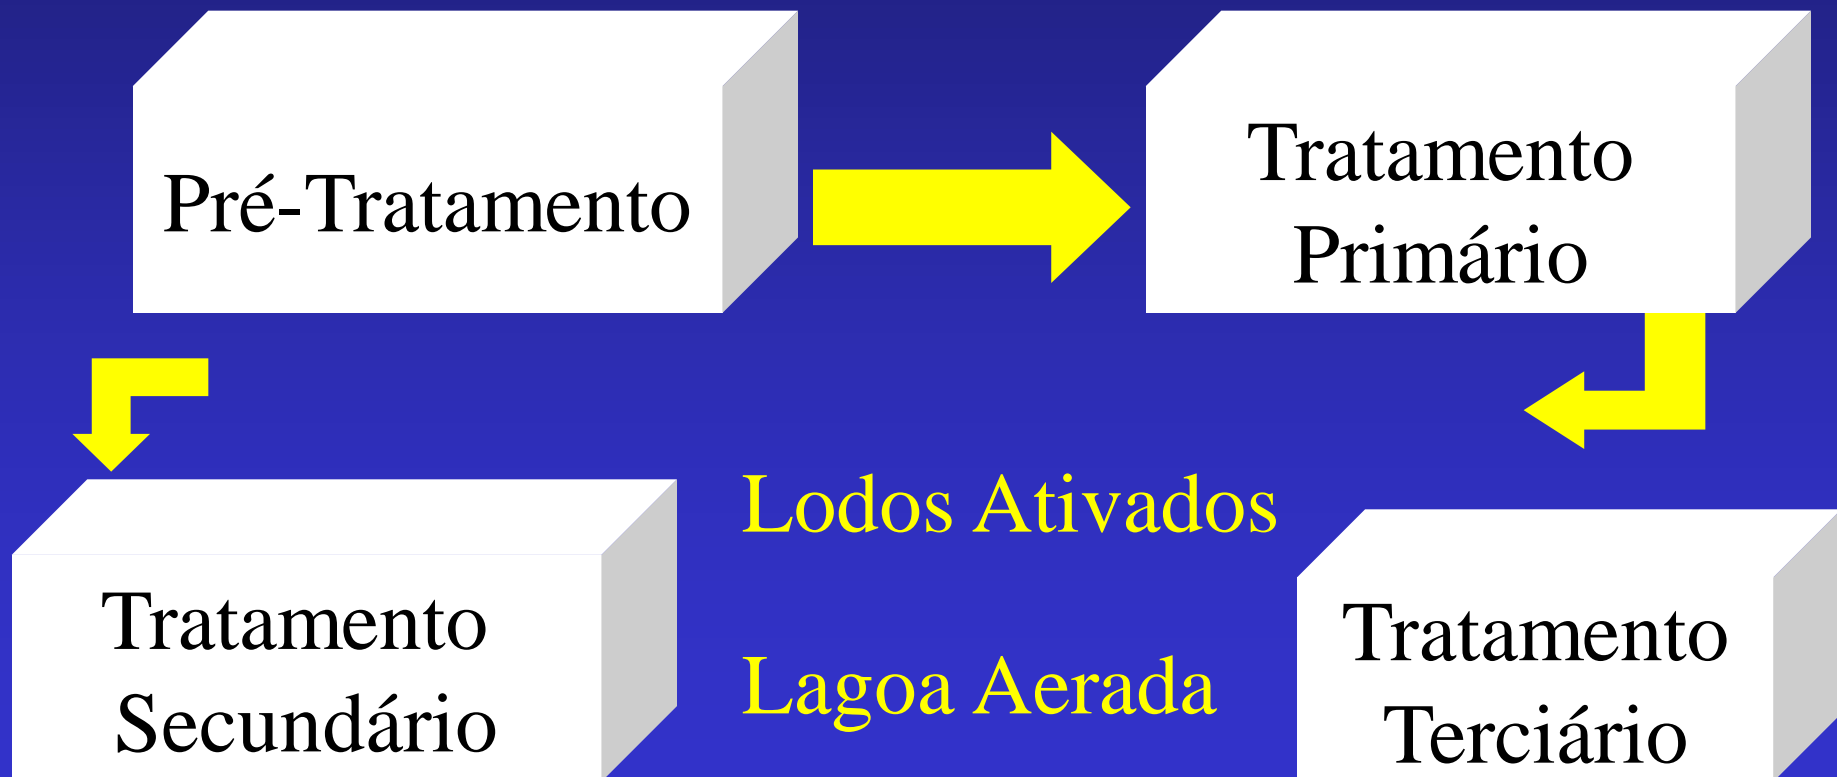 Pré-Tratamento
Tratamento
Primário
Tratamento
Secundário
Lodos Ativados
Lagoa Aerada
Tratamento
Terciário